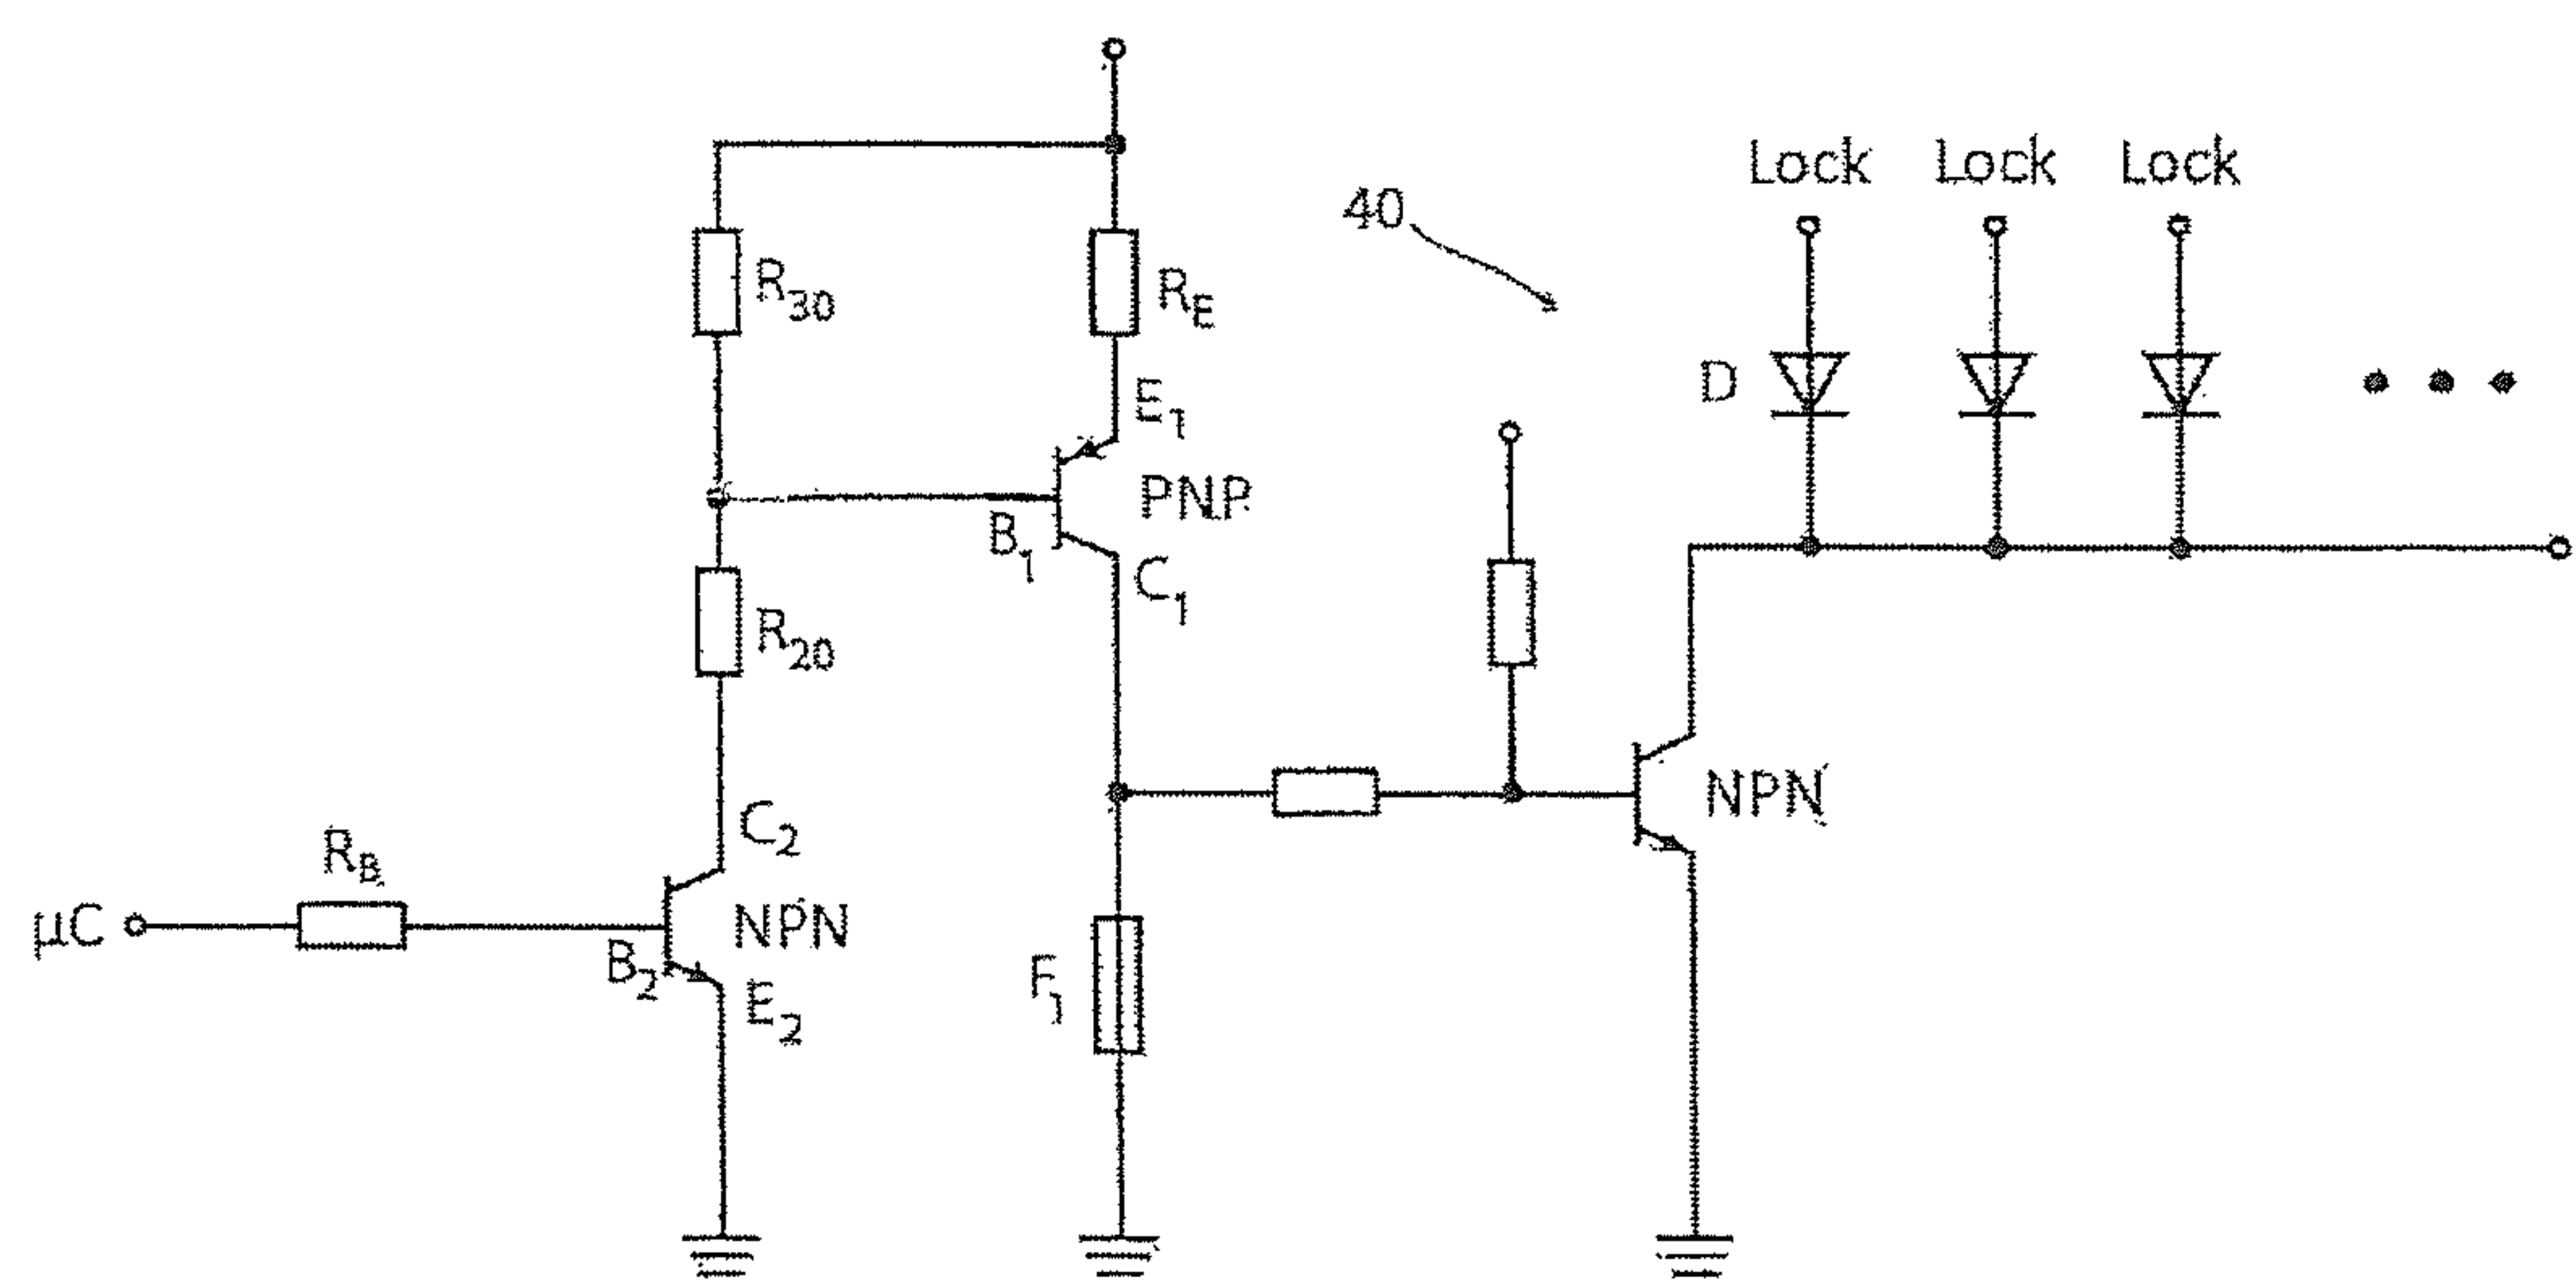 Lock Lock Lock
40
R30
RE
D
E1
PNP
B1
C1
R20
NPN
C2
RB
µC
NPN
B2
E2
F1